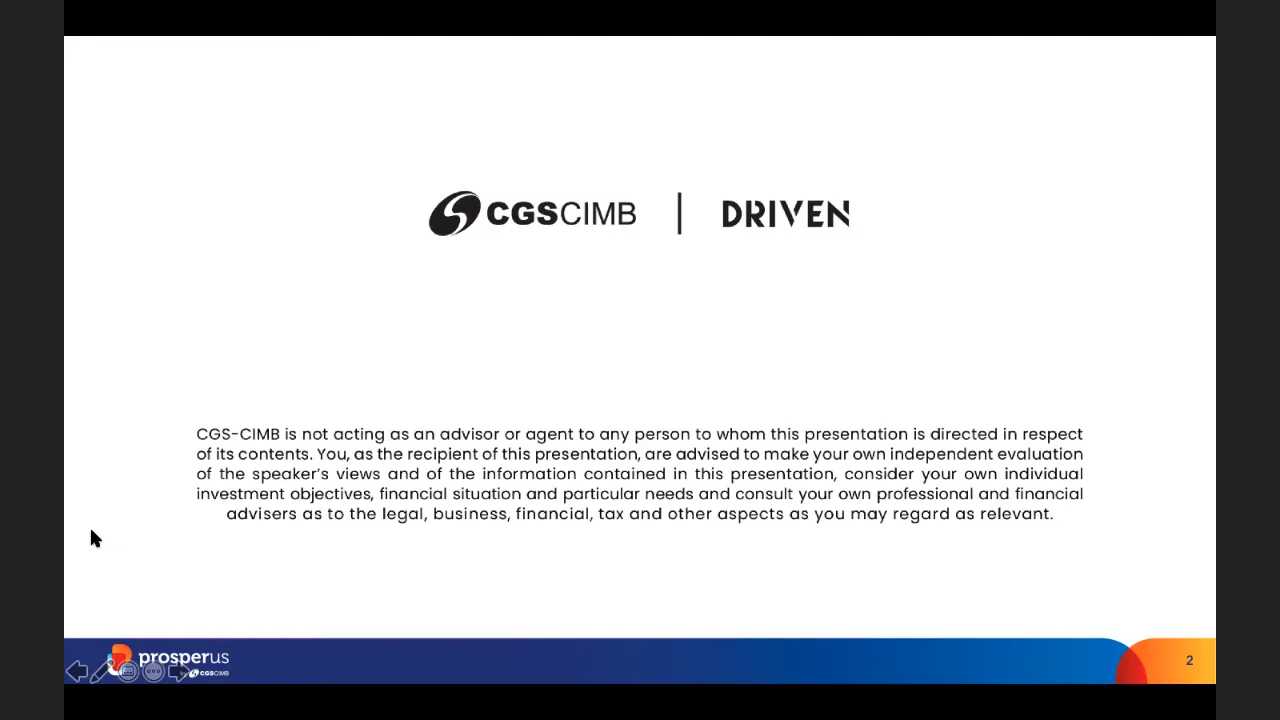 CGSCIMB | DRIVEN
CGS-CIMB is not acting as an advisor or agent to any person to whom this presentation is directed in respect
of its contents. You, as the recipient of this presentation, are advised to make your own independent evaluation
of the speaker's views and of the information contained in this presentation, consider your own individual
investment objectives, financial situation and particular needs and consult your own professional and financial
advisers as to the legal, business, financial, tax and other aspects as you may regard as relevant.
prosperus
CGSCIMB
2